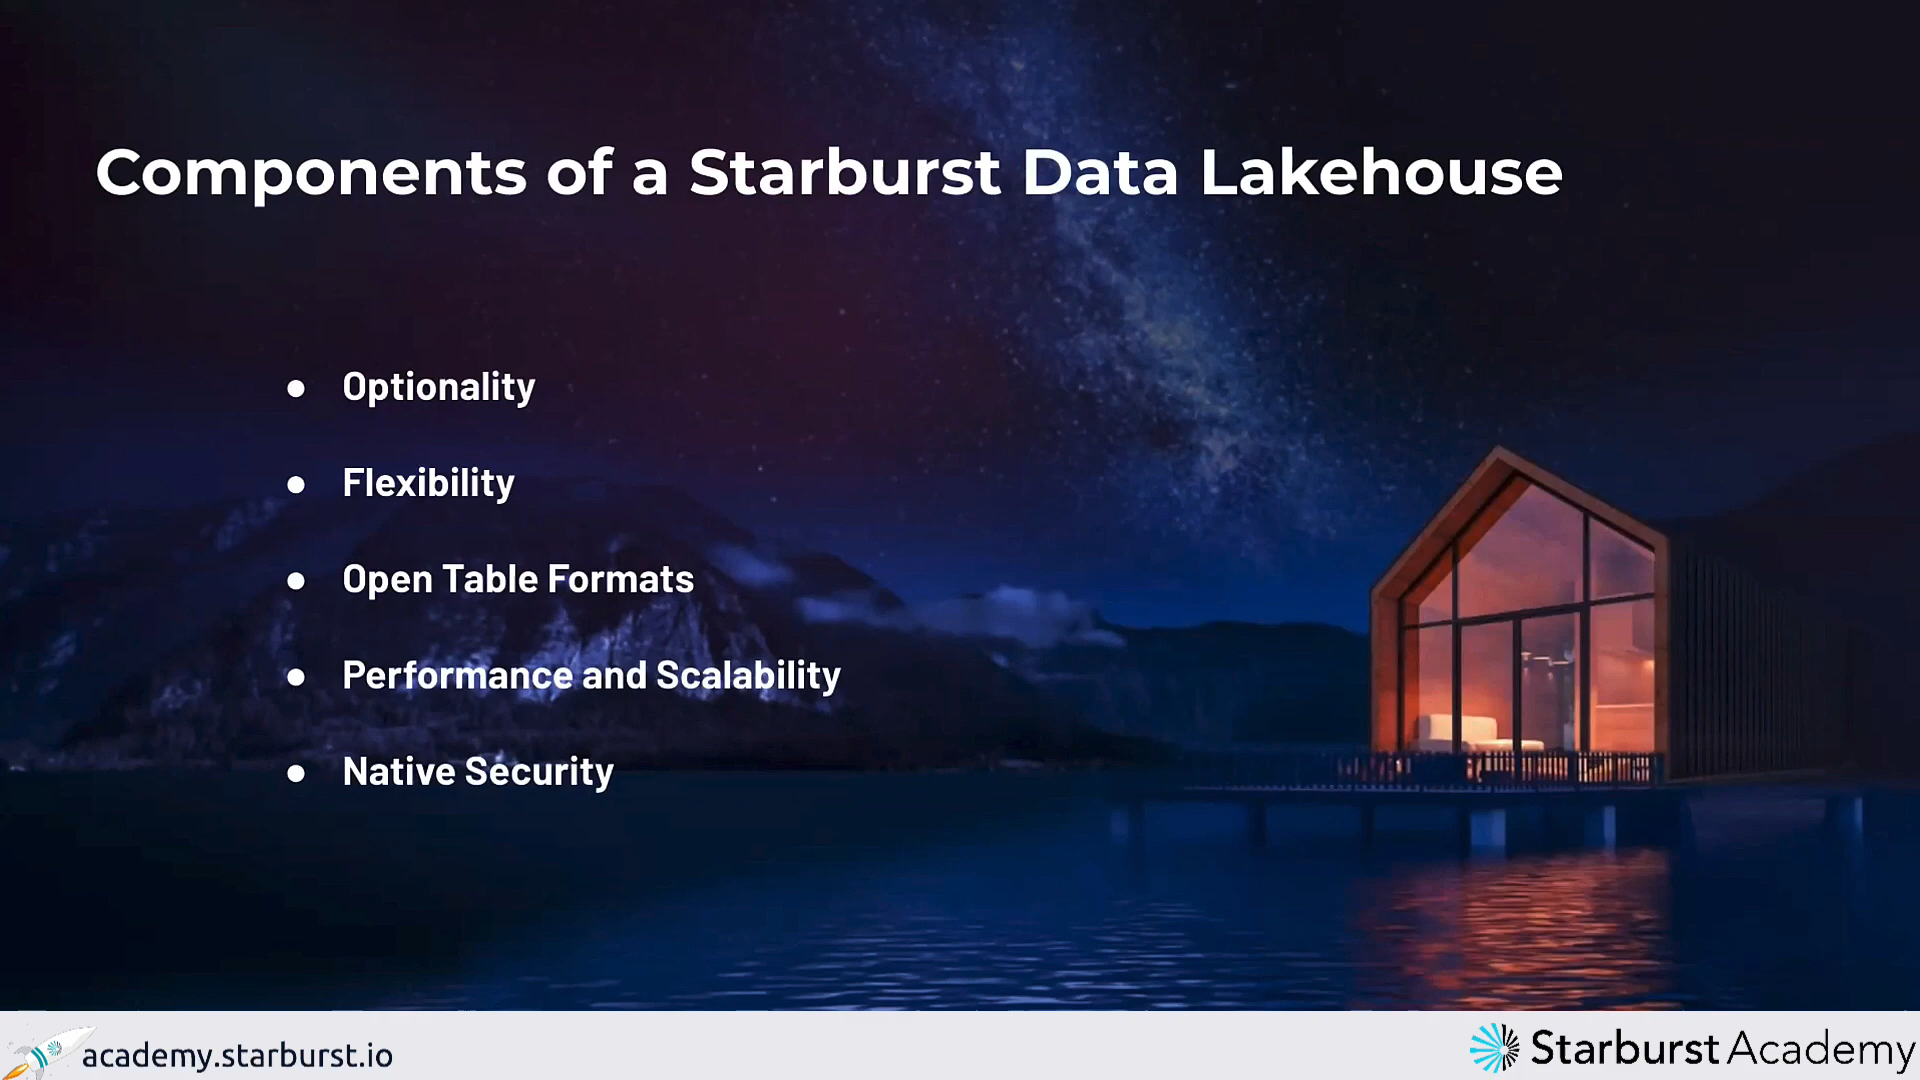 Components of a Starburst Data Lakehouse
● Optionality
● Flexibility
● Open Table Formats
● Performance and Scalability
● Native Security
academy.starburst.io
Starburst Academy